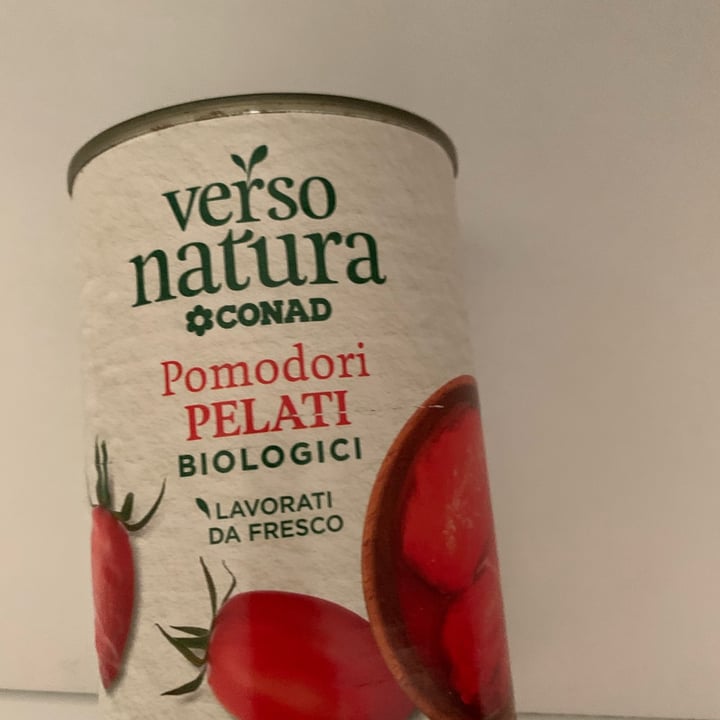 verso
natura
CONAD
Pomodori
PELATI
BIOLOGICI
LAVORATI
DA FRESCO